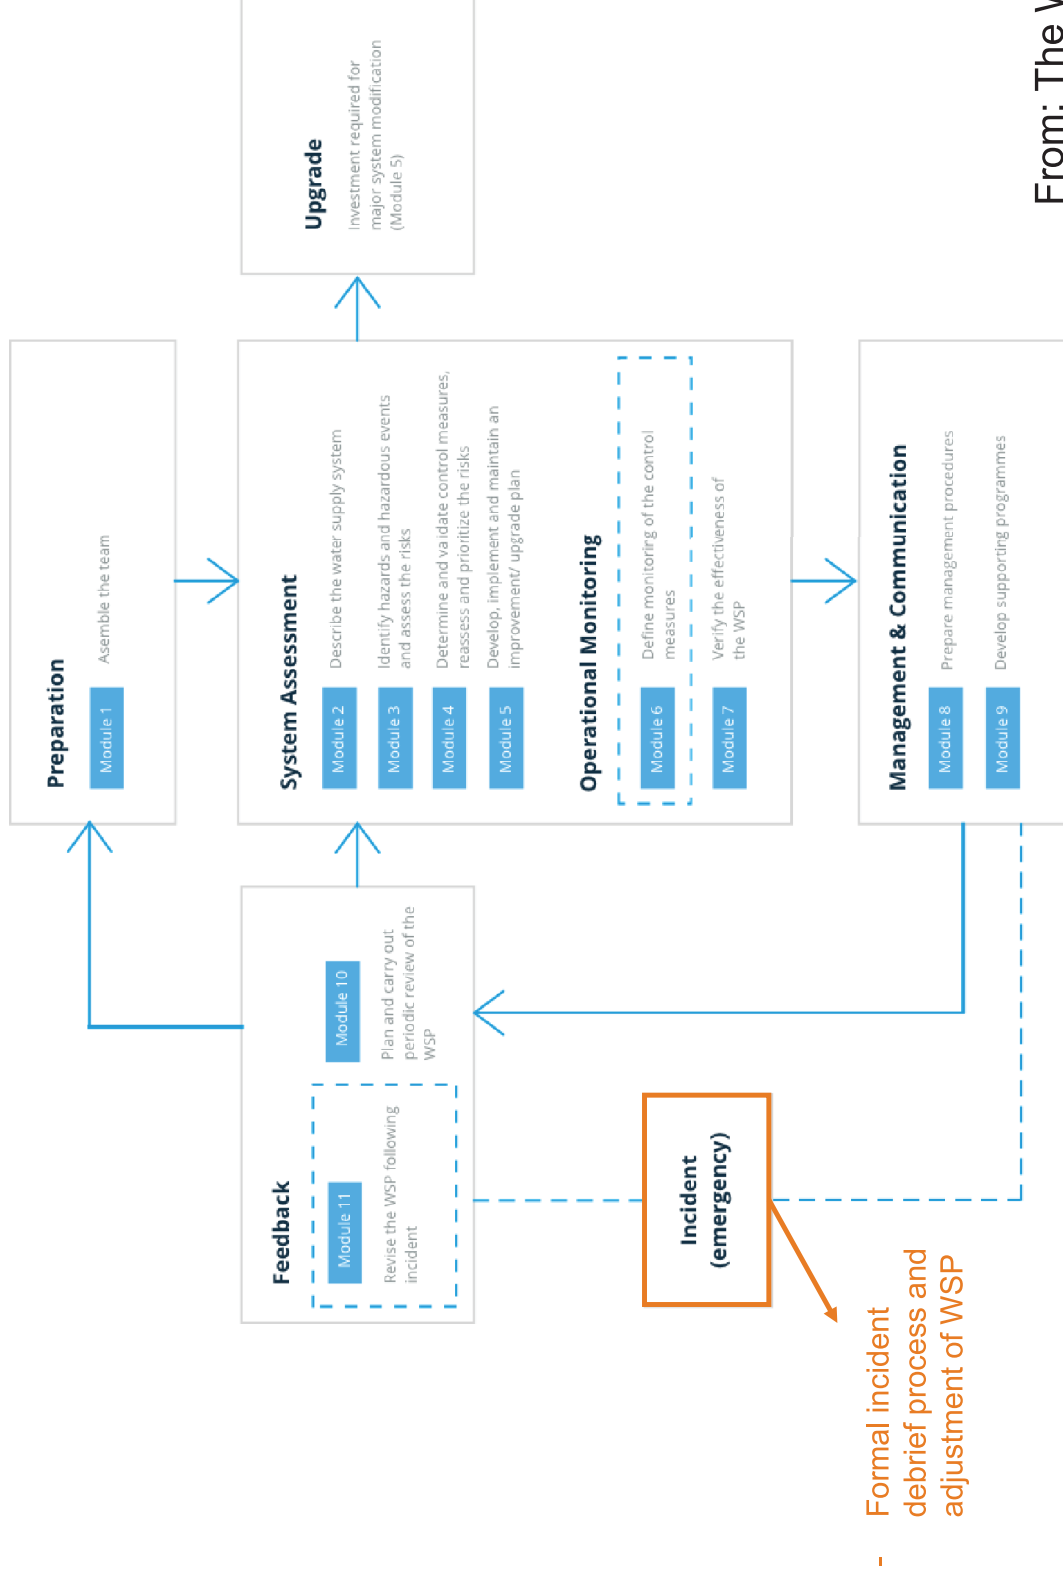 Preparation
Module 1
Asemble the team
System Assessment
Module 2
Describe the water supply system
Module 3
Identify hazards and hazardous events
and assess the risks
Module 4
Determine and validate control measures,
reassess and prioritize the risks
Module 5
Develop, implement and maintain an
improvement/ upgrade plan
Operational Monitoring
Module 6
Define monitoring of the control
measures
Module 7
Verify the effectiveness of
the WSP
Management & Communication
Module 8
Prepare management procedures
Module 9
Develop supporting programmes
Upgrade
Investment required for
major system modification
(Module 5)
Feedback
Module 11
Revise the WSP following
incident
Module 10
Plan and carry out
periodic review of the
WSP
Incident
(emergency)
- Formal incident
debrief process and
adjustment of WSP
From: The